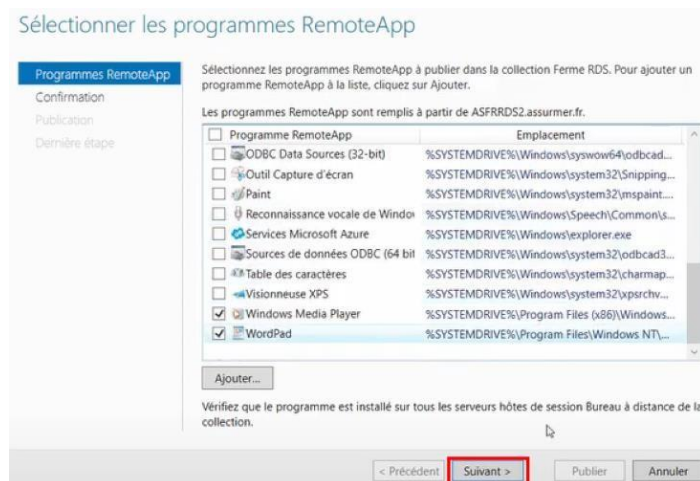 Sélectionner les programmes RemoteApp
Programmes RemoteApp
Confirmation
Publication
Dernière étape
Sélectionnez les programmes RemoteApp à publier dans la collection Ferme RDS. Pour ajouter un
programme RemoteApp à la liste, cliquez sur Ajouter.
Les programmes RemoteApp sont remplis à partir de ASFRRDS2.assurmer.fr.
Programme RemoteApp Emplacement
ODBC Data Sources (32-bit) %SYSTEMDRIVE%\Windows\syswow64\odbcad...
Outil Capture d'écran %SYSTEMDRIVE%\Windows\system32\Snipping...
Paint %SYSTEMDRIVE%\Windows\system32\mspaint....
Reconnaissance vocale de Window %SYSTEMDRIVE%\Windows\Speech\Common\s...
Services Microsoft Azure %SYSTEMDRIVE%\Windows\explorer.exe
Sources de données ODBC (64 bit %SYSTEMDRIVE%\Windows\system32\odbcad3...
Table des caractères %SYSTEMDRIVE%\Windows\system32\charmap...
Visionneuse XPS %SYSTEMDRIVE%\Windows\system32\xpsrchv...
Windows Media Player %SYSTEMDRIVE%\Program Files (x86)\Windows...
WordPad %SYSTEMDRIVE%\Program Files\Windows NT\...
Ajouter...
Vérifiez que le programme est installé sur tous les serveurs hôtes de session Bureau à distance de la
collection.
< Précédent Suivant > Publier Annuler